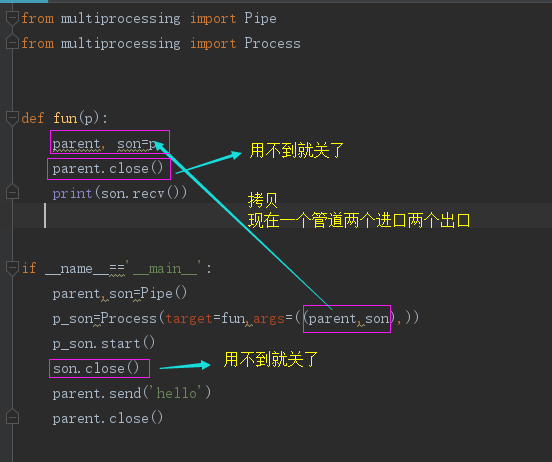 from multiprocessing import Pipe
from multiprocessing import Process
def fun(p):
parent, son=p
parent.close()
用不到就关了
print(son.recv())
拷贝
现在一个管道两个进口两个出口
if __name__=='__main__':
parent,son=Pipe()
p_son=Process(target=fun,args=((parent,son),))
p_son.start()
son.close()
用不到就关了
parent.send('hello')
parent.close()